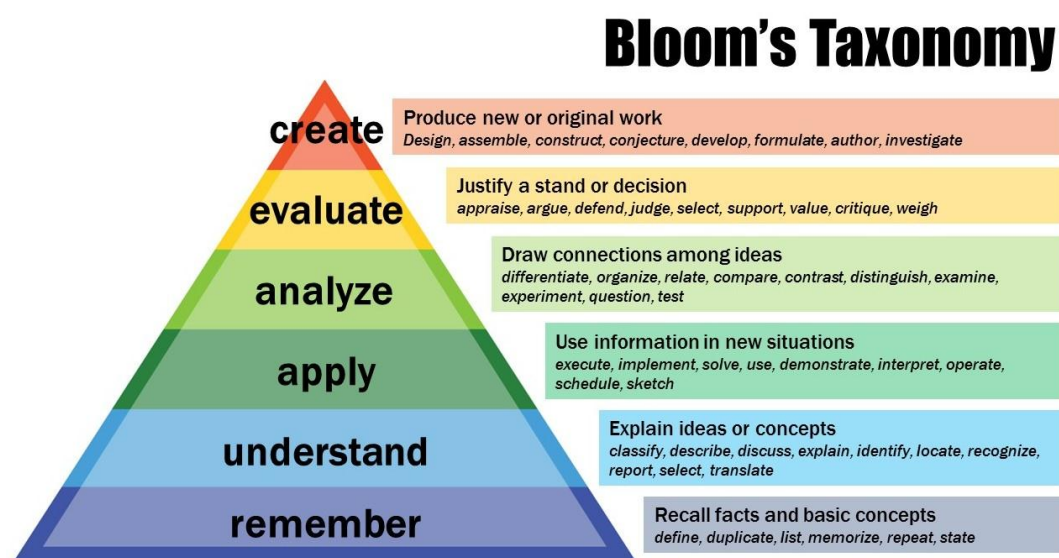 Bloom's Taxonomy
create
Produce new or original work
Design, assemble, construct, conjecture, develop, formulate, author, investigate
evaluate
Justify a stand or decision
appraise, argue, defend, judge, select, support, value, critique, weigh
analyze
Draw connections among ideas
differentiate, organize, relate, compare, contrast, distinguish, examine,
experiment, question, test
apply
Use information in new situations
execute, implement, solve, use, demonstrate, interpret, operate,
schedule, sketch
understand
Explain ideas or concepts
classify, describe, discuss, explain, identify, locate, recognize,
report, select, translate
remember
Recall facts and basic concepts
define, duplicate, list, memorize, repeat, state